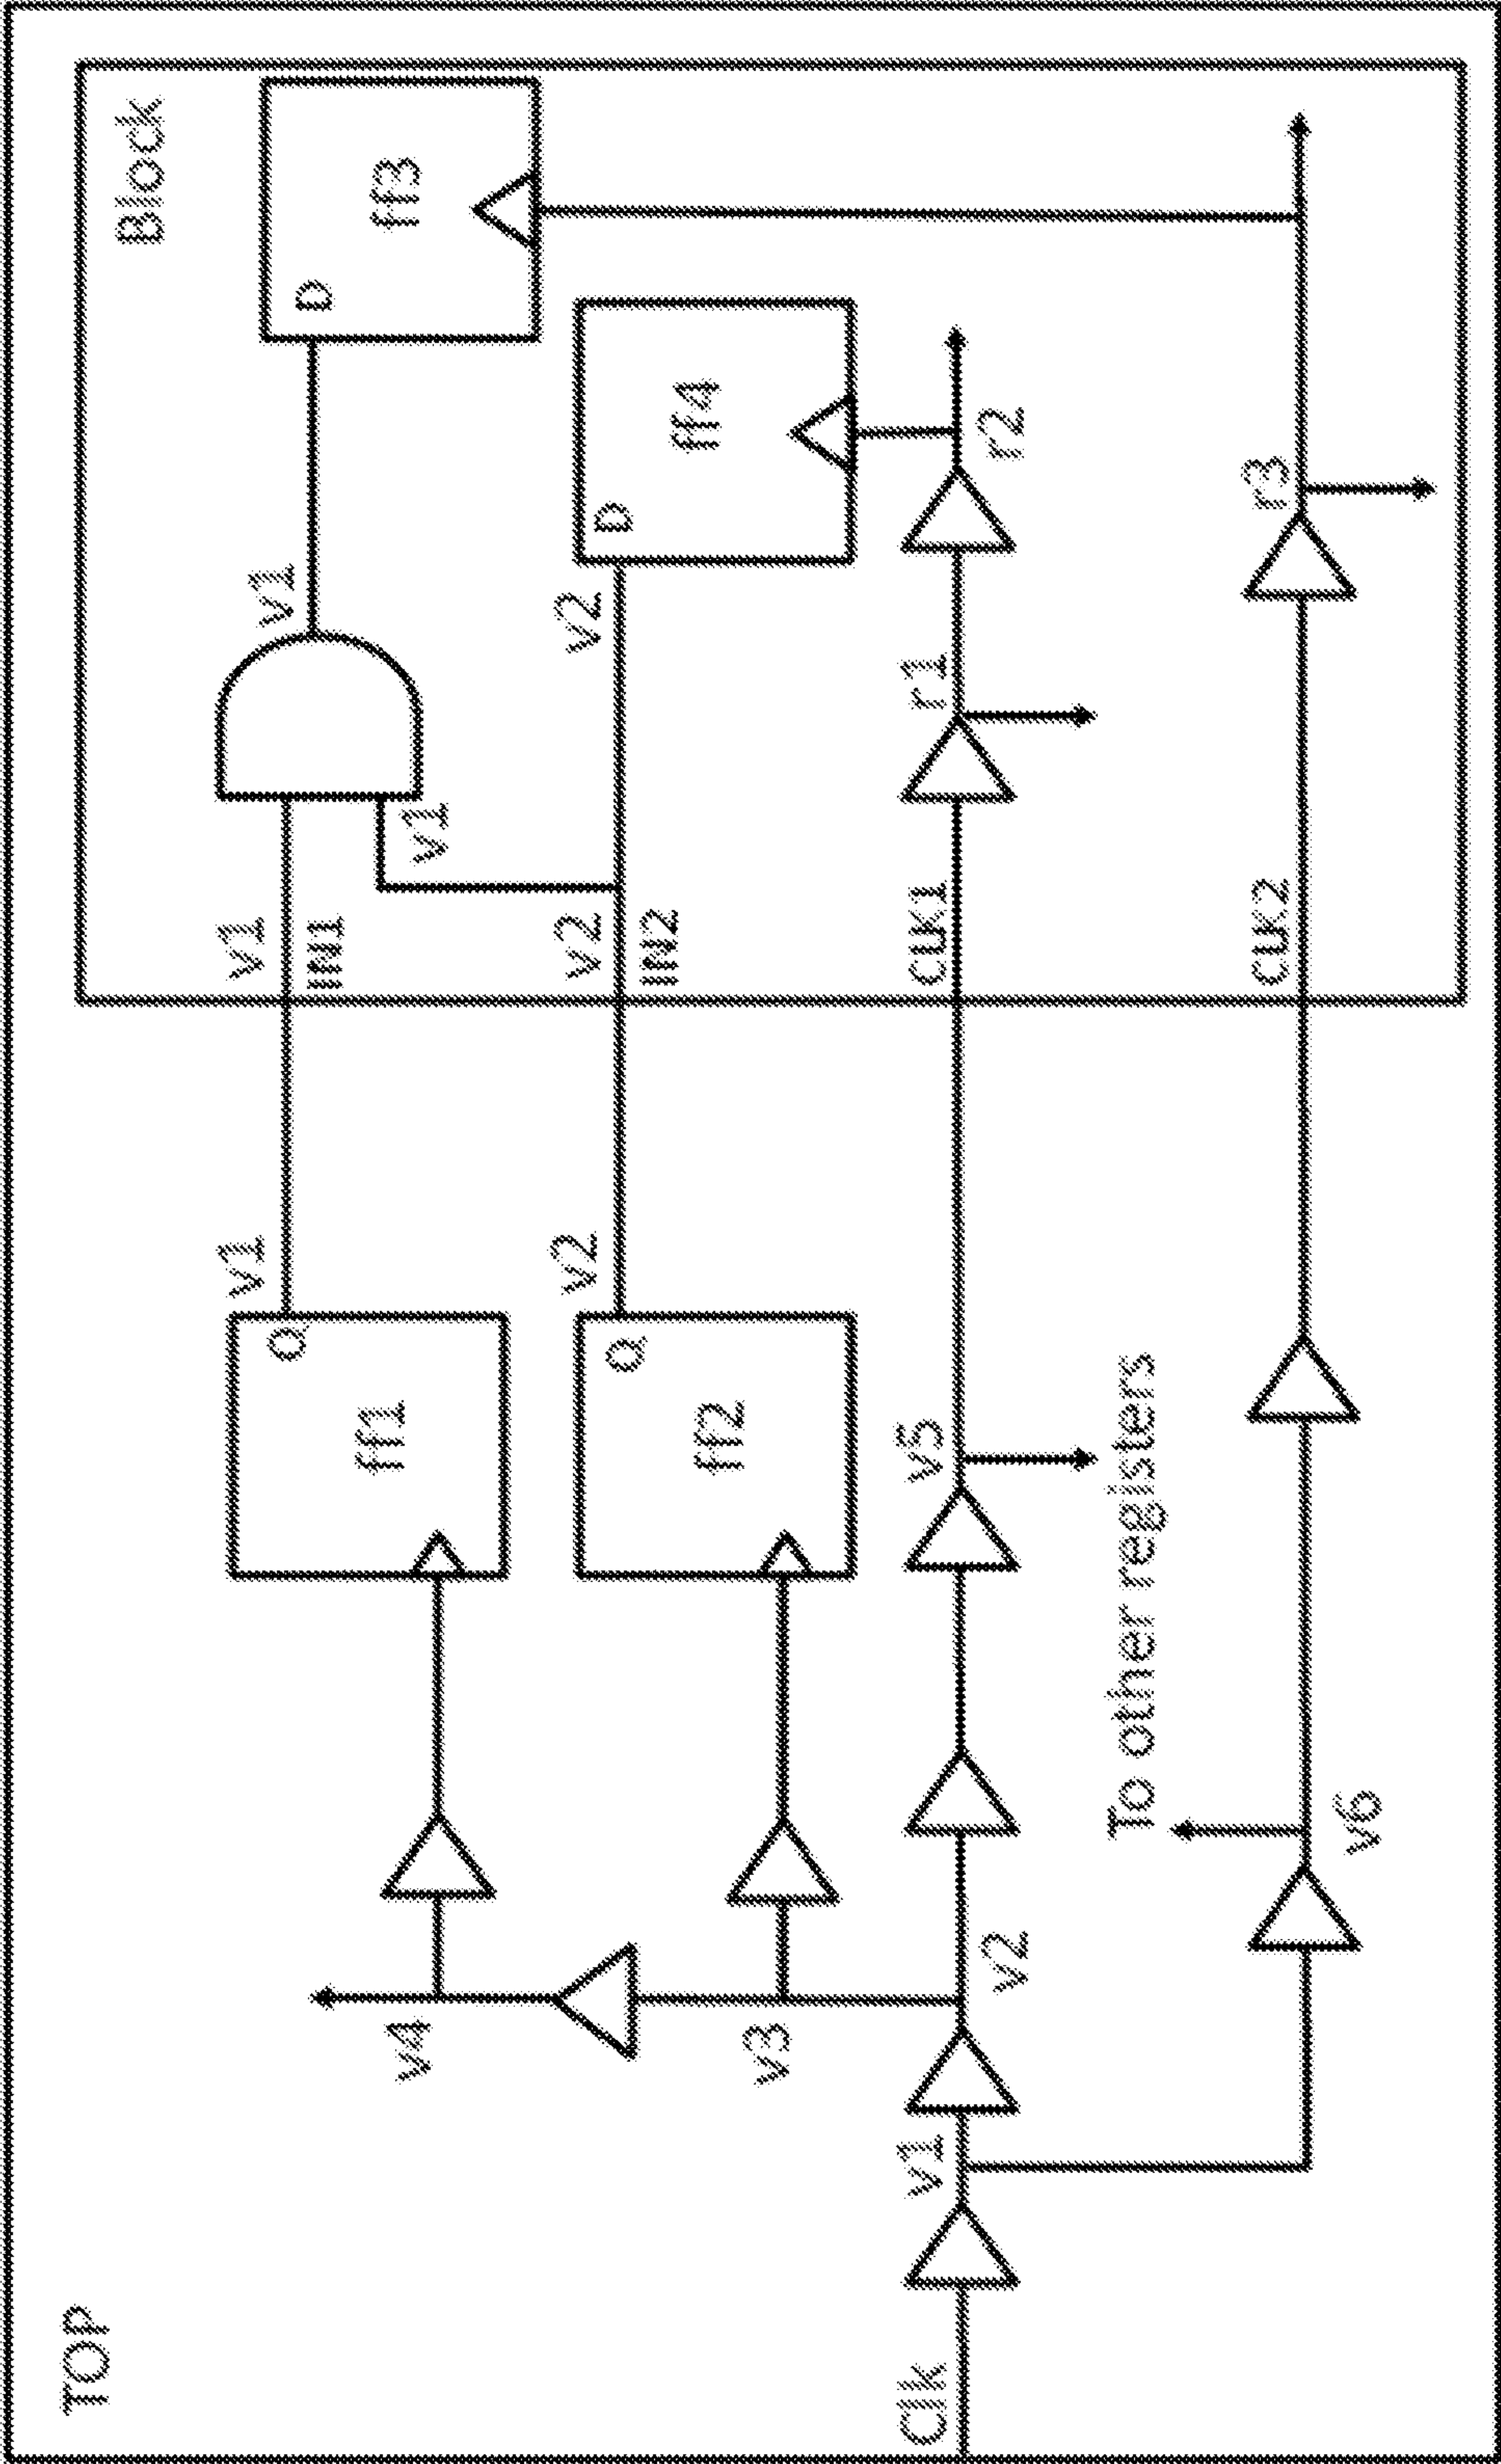 TOP
Block
v1
v1
v1
D
ff3
Q
IN1
ff1
v1
v4
v2
v2
v2
D
ff4
Q
IN2
ff2
v3
Clk
v1
v5
CLK1
r1
v2
r2
To other registers
CLK2
r3
v6